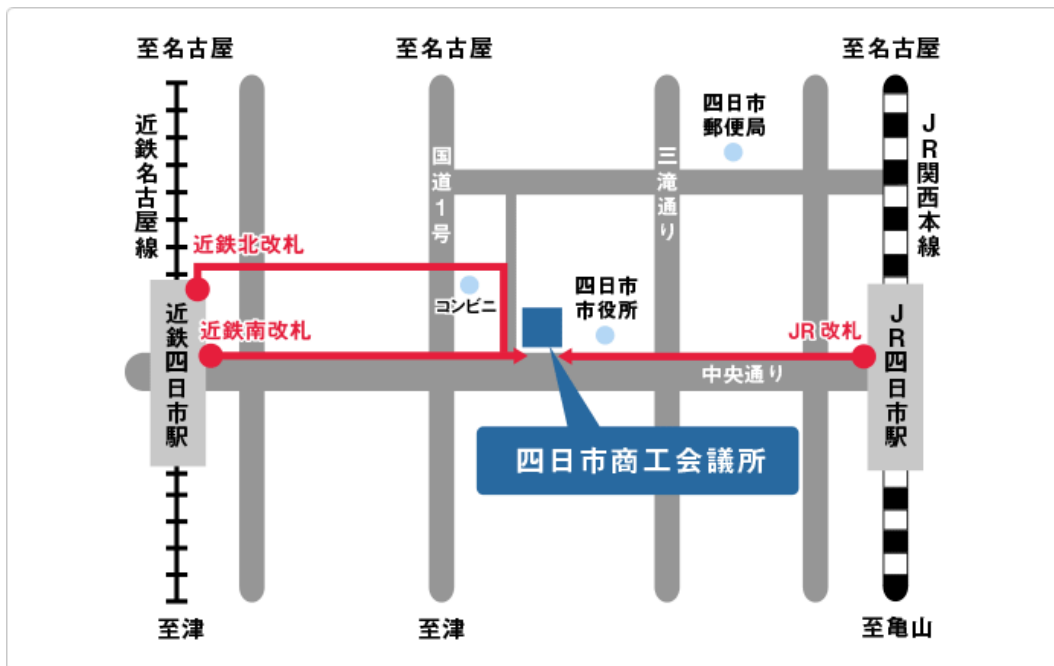 至名古屋
至名古屋
至名古屋
四日市
郵便局
近鉄名古屋線
国道1号
三滝通り
JR関西本線
近鉄北改札
コンビニ
四日市
市役所
近鉄南改札
JR改札
近鉄四日市駅
中央通り
JR四日市駅
四日市商工会議所
至津
至津
至亀山